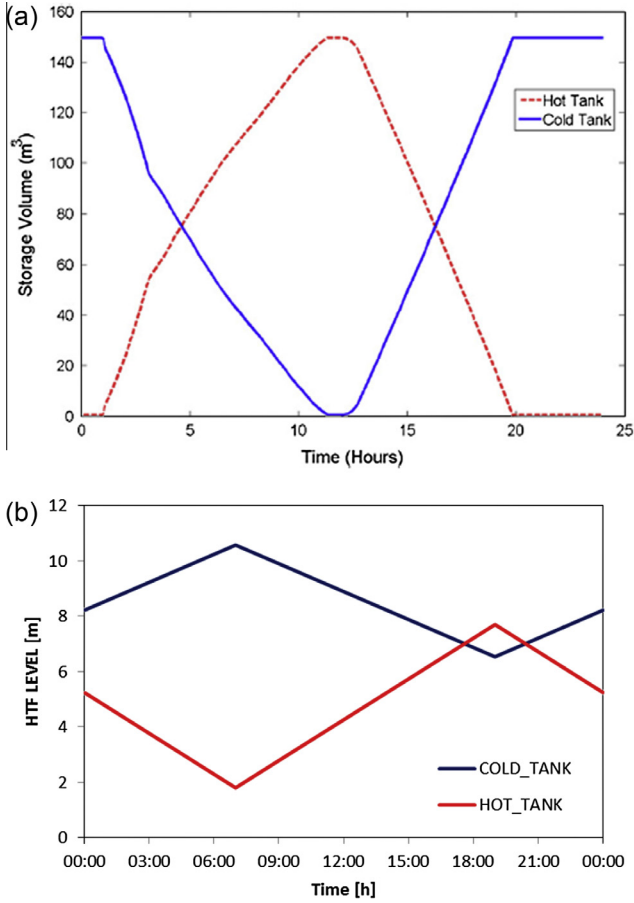 (a)
160
140
120
100
80
60
40
20
0
Storage Volume (m3)
Hot Tank
Cold Tank
0 5 10 15 20 25
Time (Hours)
(b)
12
10
8
6
4
2
0
HTF LEVEL [m]
COLD_TANK
HOT_TANK
00:00 03:00 06:00 09:00 12:00 15:00 18:00 21:00 00:00
Time [h]